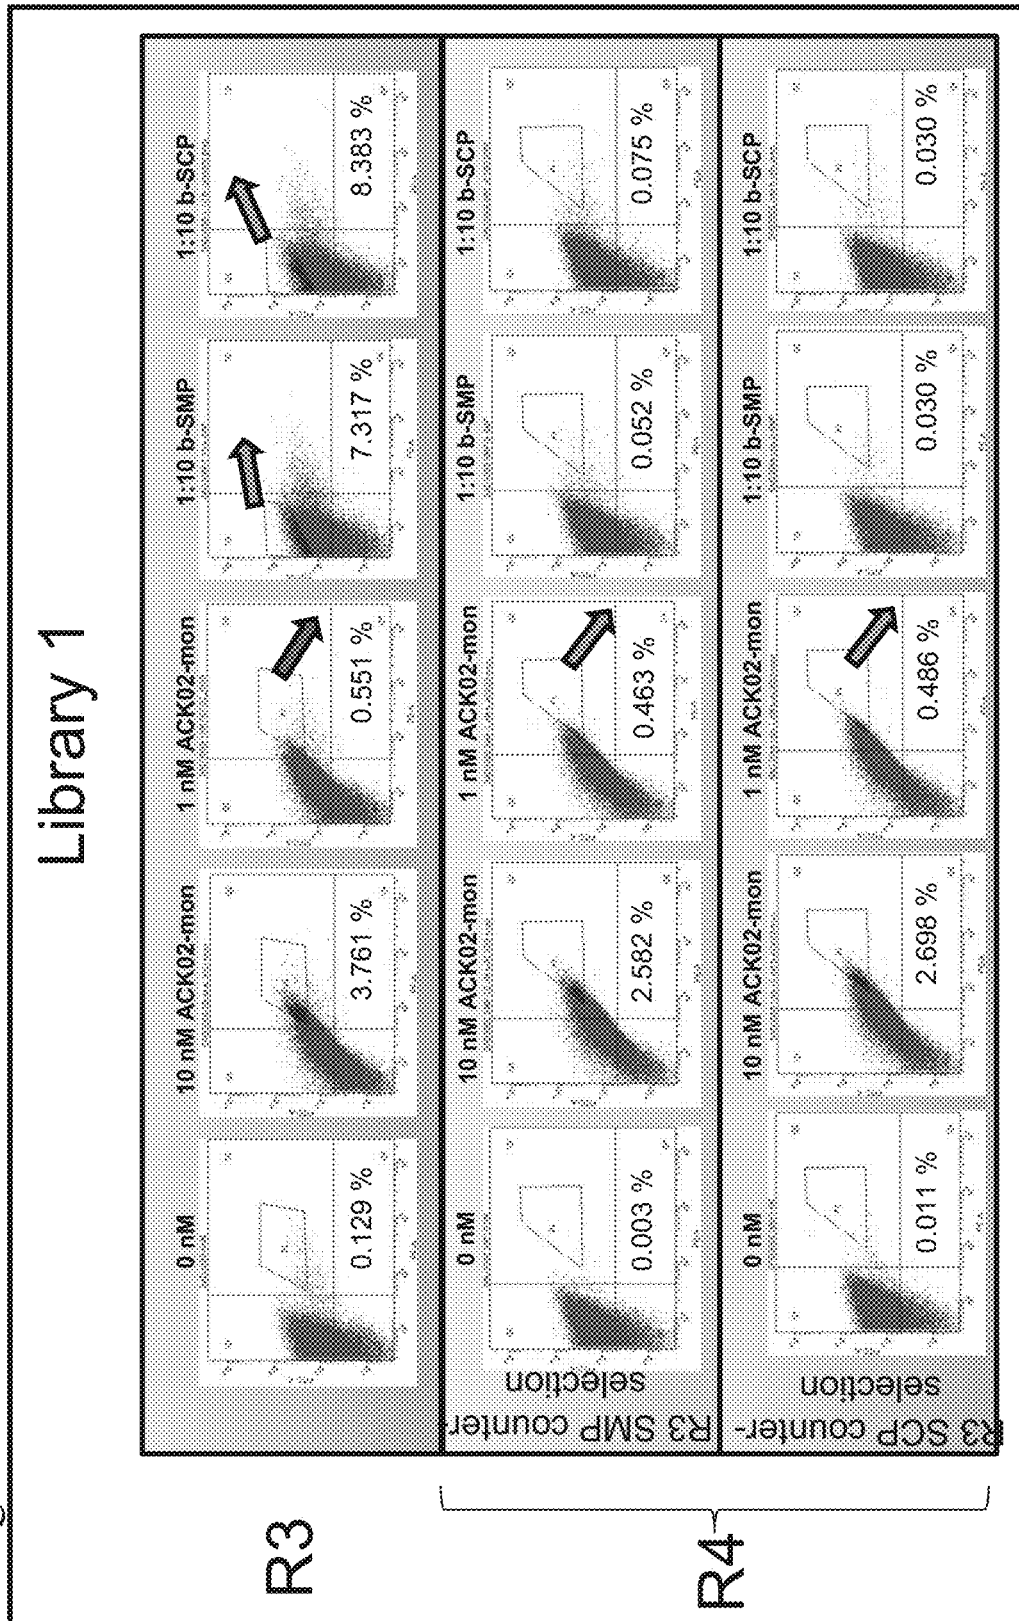 Library 1
R3
0 nM
0.129 %
10 nM ACK02-mon
3.761 %
1 nM ACK02-mon
0.551 %
1:10 b-SMP
7.317 %
1:10 b-SCP
8.383 %
R4
R3 SMP counter-
selection
0 nM
0.003 %
10 nM ACK02-mon
2.582 %
1 nM ACK02-mon
0.463 %
1:10 b-SMP
0.052 %
1:10 b-SCP
0.075 %
R3 SCP counter-
selection
0 nM
0.011 %
10 nM ACK02-mon
2.698 %
1 nM ACK02-mon
0.486 %
1:10 b-SMP
0.030 %
1:10 b-SCP
0.030 %